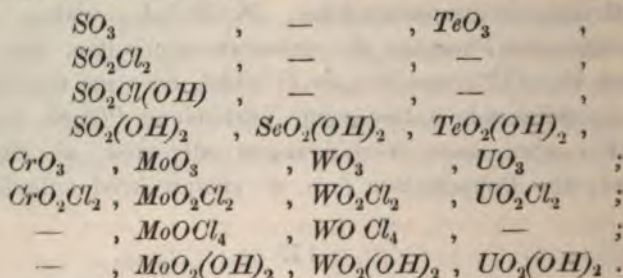 SO₃ , — , TeO₃ ,
SO₂Cl₂ , — , — ,
SO₂Cl(OH) , — , — ,
SO₂(OH)₂ , SeO₂(OH)₂ , TeO₂(OH)₂ ,
CrO₃ , MoO₃ , WO₃ , UO₃ ;
CrO₂Cl₂ , MoO₂Cl₂ , WO₂Cl₂ , UO₂Cl₂ ;
— , MoOCl₄ , WO Cl₄ , — ;
— , MoO₂(OH)₂ , WO₂(OH)₂ , UO₂(OH)₂ .